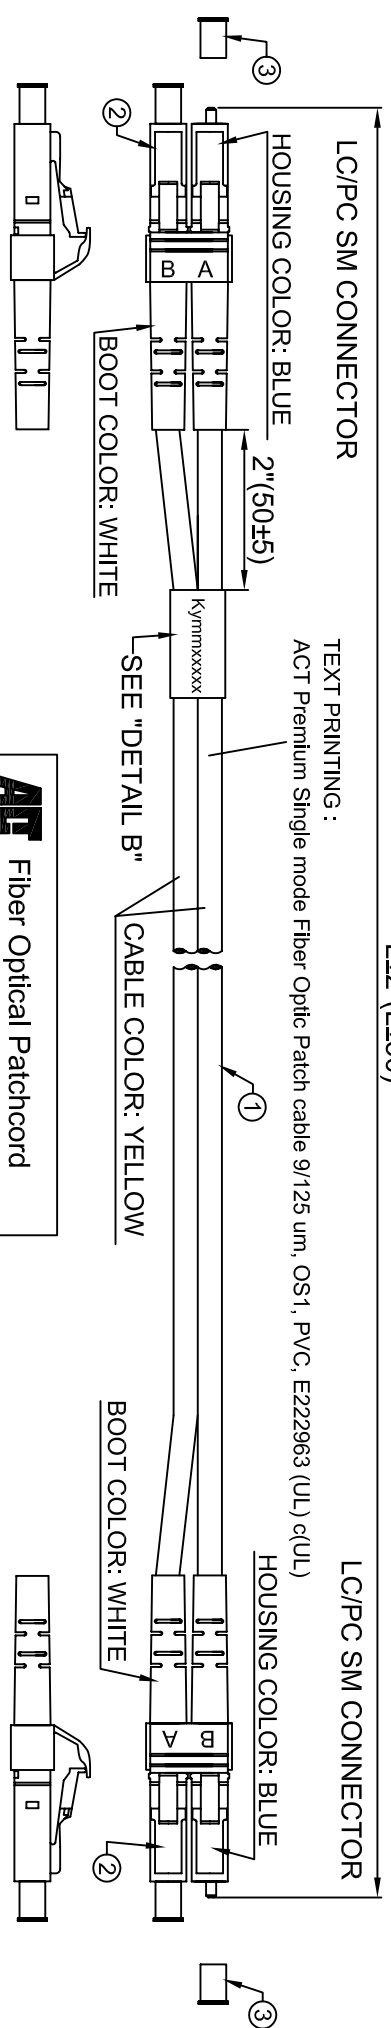 LC/PC SM CONNECTOR
LC/PC SM CONNECTOR
TEXT PRINTING :
ACT Premium Single mode Fiber Optic Patch cable 9/125 um, OS1, PVC, E222963 (UL) c(UL)
HOUSING COLOR: BLUE
2"(50±5)
HOUSING COLOR: BLUE
3
1
3
A
B
Kymmxxxxx
B
A
2
BOOT COLOR: WHITE
SEE "DETAIL B"
CABLE COLOR: YELLOW
BOOT COLOR: WHITE
2
Fiber Optical Patchcord